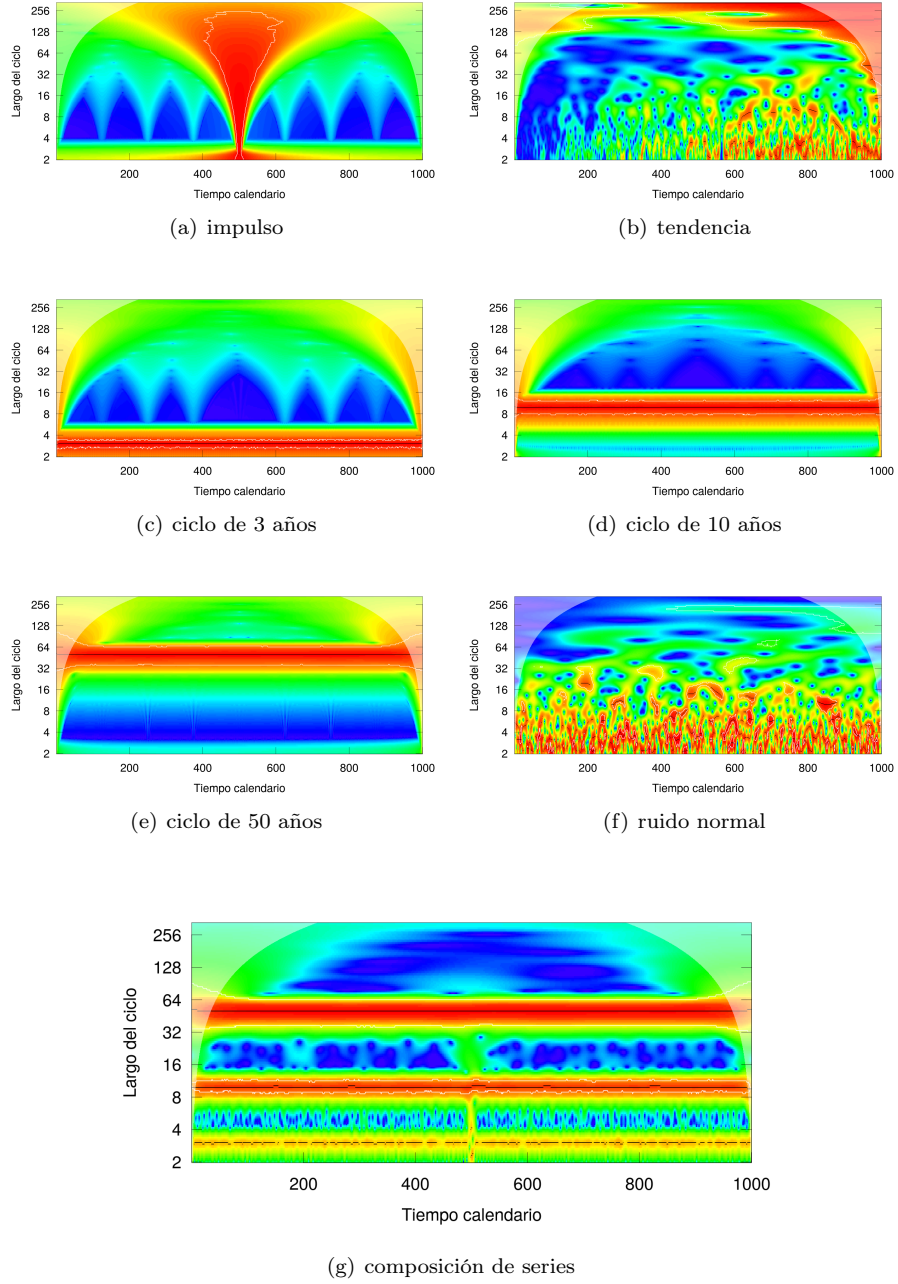 256
128
64
32
16
8
4
2
Largo del ciclo
200 400 600 800 1000
Tiempo calendario
(a) impulso
256
128
64
32
16
8
4
2
Largo del ciclo
200 400 600 800 1000
Tiempo calendario
(b) tendencia
256
128
64
32
16
8
4
2
Largo del ciclo
200 400 600 800 1000
Tiempo calendario
(c) ciclo de 3 años
256
128
64
32
16
8
4
2
Largo del ciclo
200 400 600 800 1000
Tiempo calendario
(d) ciclo de 10 años
256
128
64
32
16
8
4
2
Largo del ciclo
200 400 600 800 1000
Tiempo calendario
(e) ciclo de 50 años
256
128
64
32
16
8
4
2
Largo del ciclo
200 400 600 800 1000
Tiempo calendario
(f) ruido normal
256
128
64
32
16
8
4
2
Largo del ciclo
200 400 600 800 1000
Tiempo calendario
(g) composición de series